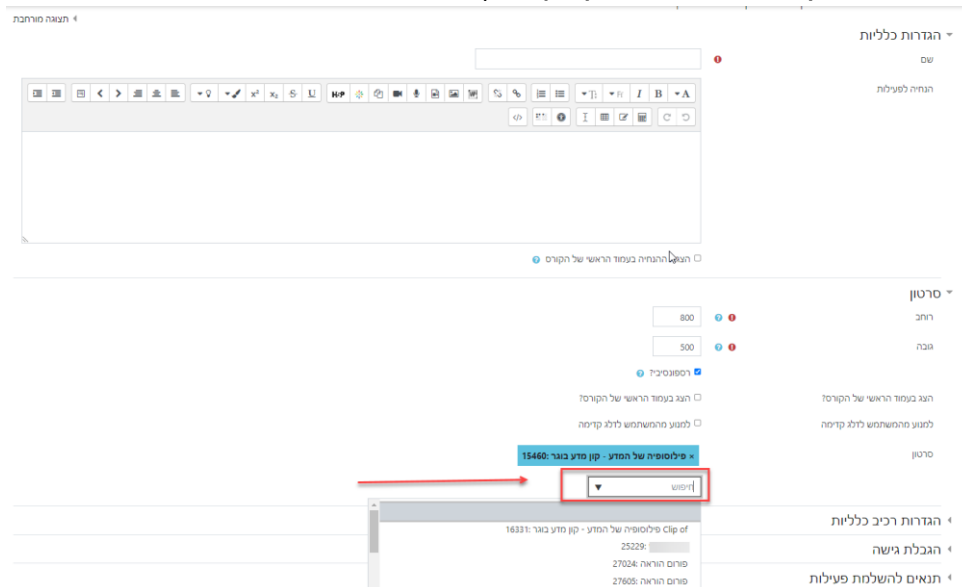 תצוגה מורחבת
הגדרות כלליות
שם
הנחיה לפעילות
הצגת ההנחיה בעמוד הראשי של הקורס
סרטון
רוחב
800
גובה
500
רספונסיבי?
הצג בעמוד הראשי של הקורס?
הצג בעמוד הראשי של הקורס?
למנוע מהמשתמש לדלג קדימה
למנוע מהמשתמש לדלג קדימה
סרטון
× פילוסופיה של המדע - קון מדע בוגר :15460
חיפוש
Clip of פילוסופיה של המדע - קון מדע בוגר :16331
25229:
פורום הוראה :27024
פורום הוראה :27605
הגדרות רכיב כלליות
הגבלת גישה
תנאים להשלמת פעילות